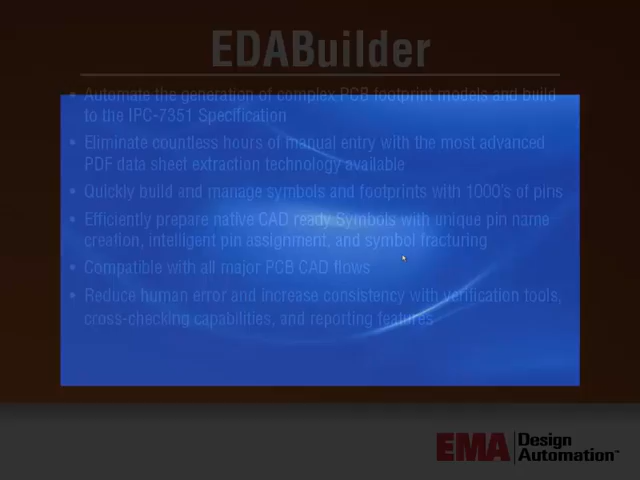 EDABuilder
• Automate the generation of complex PCB footprint models and build
to the IPC-7351 Specification
• Eliminate countless hours of manual entry with the most advanced
PDF data sheet extraction technology available
• Quickly build and manage symbols and footprints with 1000's of pins
• Efficiently prepare native CAD ready Symbols with unique pin name
creation, intelligent pin assignment, and symbol fracturing
• Compatible with all major PCB CAD flows
• Reduce human error and increase consistency with verification tools,
cross-checking capabilities, and reporting features
EMA Design
Automation™